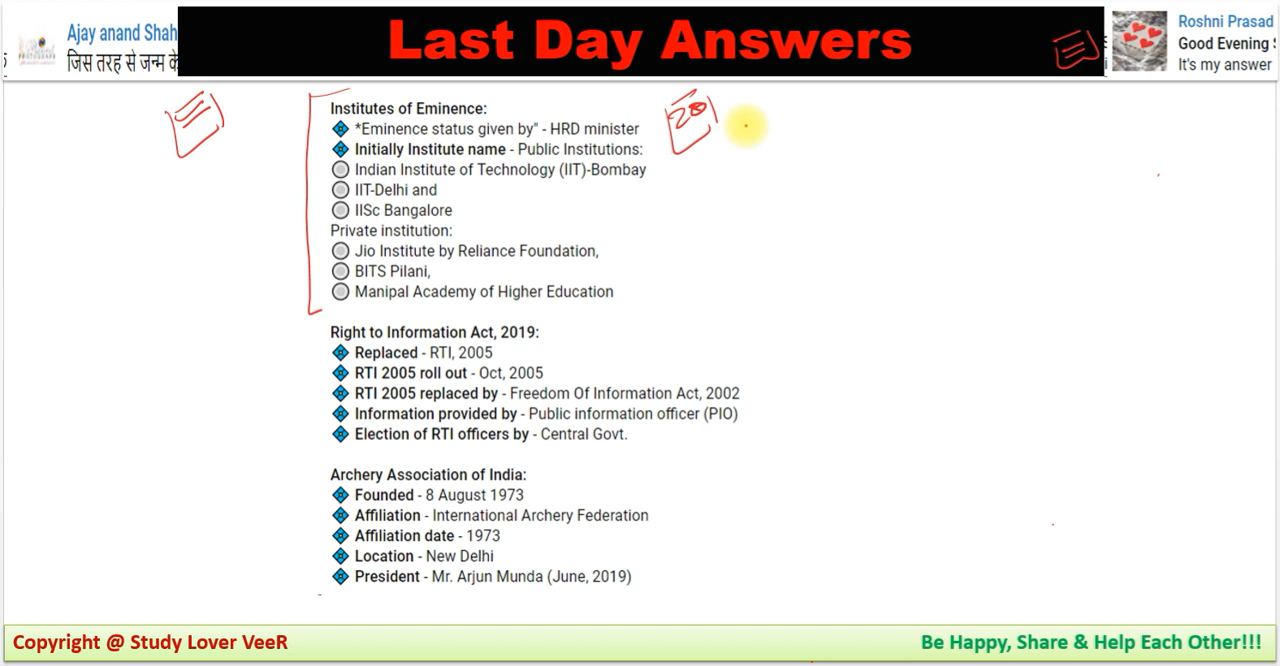 Ajay anand Shah
जिस तरह से जन्म के
Last Day Answers
Roshni Prasad
Good Evening
It's my answer
Institutes of Eminence:
*Eminence status given by" - HRD minister
Initially Institute name - Public Institutions:
Indian Institute of Technology (IIT)-Bombay
IIT-Delhi and
IISc Bangalore
Private institution:
Jio Institute by Reliance Foundation,
BITS Pilani,
Manipal Academy of Higher Education
20
Right to Information Act, 2019:
Replaced - RTI, 2005
RTI 2005 roll out - Oct, 2005
RTI 2005 replaced by - Freedom Of Information Act, 2002
Information provided by - Public information officer (PIO)
Election of RTI officers by - Central Govt.
Archery Association of India:
Founded - 8 August 1973
Affiliation - International Archery Federation
Affiliation date - 1973
Location - New Delhi
President - Mr. Arjun Munda (June, 2019)
Copyright @ Study Lover VeeR
Be Happy, Share & Help Each Other!!!